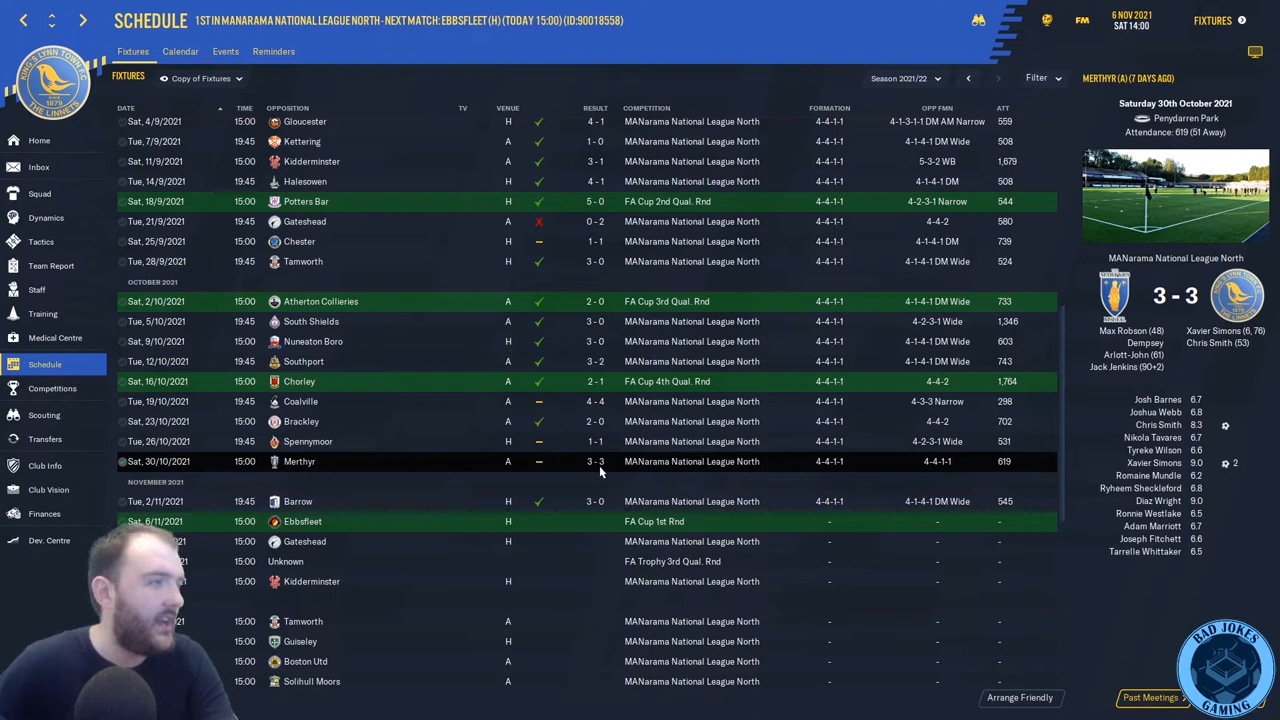 SCHEDULE 1ST IN MANARAMA NATIONAL LEAGUE NORTH - NEXT MATCH: EBBSFLEET (H) (TODAY 15:00) (ID:90018558)
FM
6 NOV 2021
SAT 14:00
FIXTURES
Fixtures Calendar Events Reminders
KING'S LYNN TOWN F.C
1879
THE LINNETS
FIXTURES Copy of Fixtures Season 2021/22 Filter
DATE TIME OPPOSITION TV VENUE RESULT COMPETITION FORMATION OPP FMN ATT
Sat, 4/9/2021 15:00 Gloucester H 4 - 1 MANarama National League North 4-4-1-1 4-1-3-1-1 DM AM Narrow 559
Tue, 7/9/2021 19:45 Kettering A 1 - 0 MANarama National League North 4-4-1-1 4-1-4-1 DM Wide 508
Sat, 11/9/2021 15:00 Kidderminster A 3 - 1 MANarama National League North 4-4-1-1 5-3-2 WB 1,679
Tue, 14/9/2021 19:45 Halesowen H 4 - 1 MANarama National League North 4-4-1-1 4-1-4-1 DM 508
Sat, 18/9/2021 15:00 Potters Bar H 5 - 0 FA Cup 2nd Qual. Rnd 4-4-1-1 4-2-3-1 Narrow 544
Tue, 21/9/2021 19:45 Gateshead A 0 - 2 MANarama National League North 4-4-1-1 4-4-2 580
Sat, 25/9/2021 15:00 Chester H 1 - 1 MANarama National League North 4-4-1-1 4-1-4-1 DM 739
Tue, 28/9/2021 19:45 Tamworth H 3 - 0 MANarama National League North 4-4-1-1 4-1-4-1 DM Wide 524
OCTOBER 2021
Sat, 2/10/2021 15:00 Atherton Collieries A 2 - 0 FA Cup 3rd Qual. Rnd 4-4-1-1 4-1-4-1 DM Wide 733
Tue, 5/10/2021 19:45 South Shields A 3 - 0 MANarama National League North 4-4-1-1 4-2-3-1 Wide 1,346
Sat, 9/10/2021 15:00 Nuneaton Boro H 3 - 0 MANarama National League North 4-4-1-1 4-1-4-1 DM Wide 603
Tue, 12/10/2021 19:45 Southport A 3 - 2 MANarama National League North 4-4-1-1 4-1-4-1 DM Wide 743
Sat, 16/10/2021 15:00 Chorley A 2 - 1 FA Cup 4th Qual. Rnd 4-4-1-1 4-4-2 1,764
Tue, 19/10/2021 19:45 Coalville A 4 - 4 MANarama National League North 4-4-1-1 4-3-3 Narrow 298
Sat, 23/10/2021 15:00 Brackley A 2 - 0 MANarama National League North 4-4-1-1 4-4-2 702
Tue, 26/10/2021 19:45 Spennymoor H 1 - 1 MANarama National League North 4-4-1-1 4-2-3-1 Wide 531
Sat, 30/10/2021 15:00 Merthyr A 3 - 3 MANarama National League North 4-4-1-1 4-4-1-1 619
NOVEMBER 2021
Tue, 2/11/2021 19:45 Barrow H 3 - 0 MANarama National League North 4-4-1-1 4-1-4-1 DM Wide 545
Sat, 6/11/2021 15:00 Ebbsfleet H FA Cup 1st Rnd - - -
15:00 Gateshead H MANarama National League North - - -
15:00 Unknown FA Trophy 3rd Qual. Rnd - - -
15:00 Kidderminster H MANarama National League North - - -
15:00 Tamworth A MANarama National League North - - -
15:00 Guiseley H MANarama National League North - - -
15:00 Boston Utd A MANarama National League North - - -
15:00 Solihull Moors A MANarama National League North - - -
Home
Inbox
Squad
Dynamics
Tactics
Team Report
Staff
Training
Medical Centre
Schedule
Competitions
Scouting
Transfers
Club Info
Club Vision
Finances
Dev. Centre
MERTHYR (A) (7 DAYS AGO)
Saturday 30th October 2021
Penydarren Park
Attendance: 619 (51 Away)
MANarama National League North
3 - 3
Max Robson (48) Xavier Simons (6, 76)
Dempsey Chris Smith (53)
Arlott-John (61)
Jack Jenkins (90+2)
Josh Barnes 6.7
Joshua Webb 6.8
Chris Smith 8.3
Nikola Tavares 6.7
Tyreke Wilson 6.6
Xavier Simons 9.0 2
Romaine Mundle 6.2
Ryheem Sheckleford 6.8
Diaz Wright 9.0
Ronnie Westlake 6.5
Adam Marriott 6.7
Joseph Fitchett 6.6
Tarrelle Whittaker 6.5
Arrange Friendly Past Meetings
BAD JOKES
GAMING